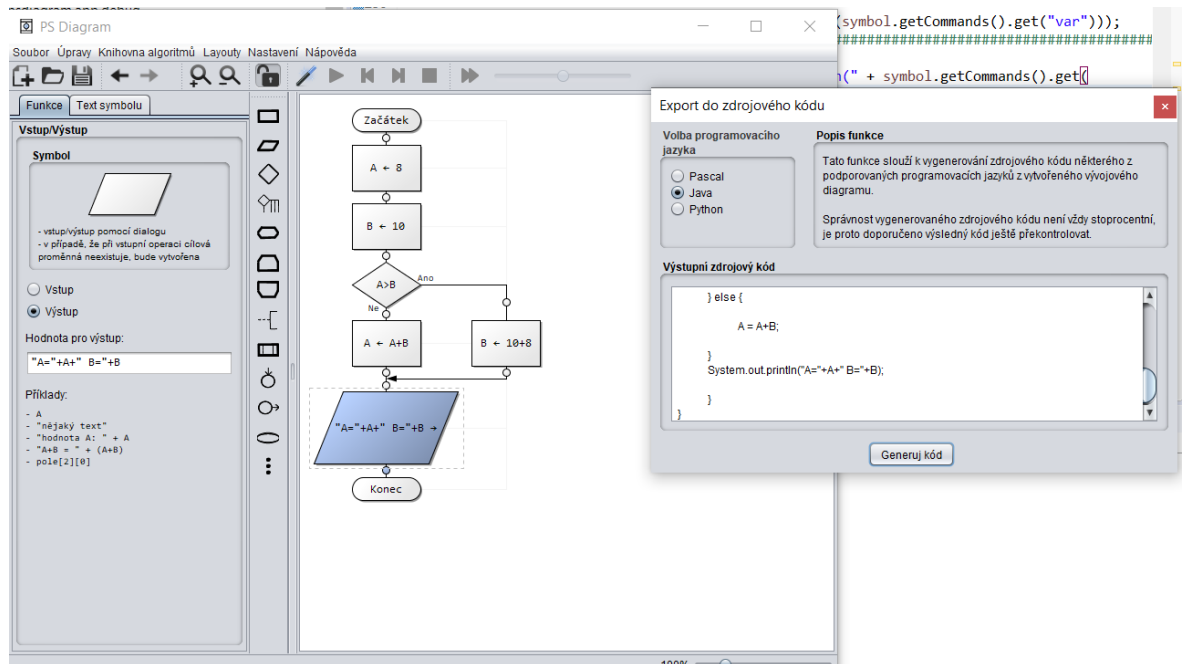 PS Diagram
Soubor Úpravy Knihovna algoritmů Layouty Nastavení Nápověda
Funkce Text symbolu
Vstup/Výstup
Symbol
- vstup/výstup pomocí dialogu
- v případě, že při vstupní operaci cílová
proměnná neexistuje, bude vytvořena
Vstup
Výstup
Hodnota pro výstup:
"A="+A+" B="+B
Příklady:
- A
- "nějaký text"
- "hodnota A: " + A
- "A+B = " + (A+B)
- pole[2][0]
Začátek
A ← 8
B ← 10
A>B
Ano
Ne
A ← A+B
B ← 10+8
"A="+A+" B="+B →
Konec
(symbol.getCommands().get("var")));
########################################
(" + symbol.getCommands().get(
Export do zdrojového kódu
Volba programovacího
jazyka
Pascal
Java
Python
Popis funkce
Tato funkce slouží k vygenerování zdrojového kódu některého z
podporovaných programovacích jazyků z vytvořeného vývojového
diagramu.
Správnost vygenerovaného zdrojového kódu není vždy stoprocentní,
je proto doporučeno výsledný kód ještě překontrolovat.
Výstupní zdrojový kód
} else {
A = A+B;
}
System.out.println("A="+A+" B="+B);
}
}
Generuj kód